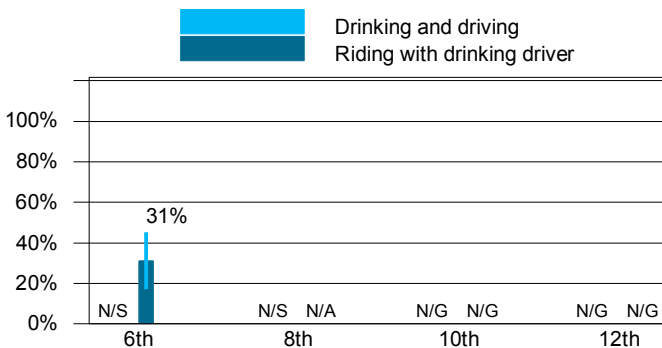 Drinking and driving
Riding with drinking driver
100%
80%
60%
31%
40%
20%
N/S N/S N/A N/G N/G N/G N/G
0%
6th 8th 10th 12th